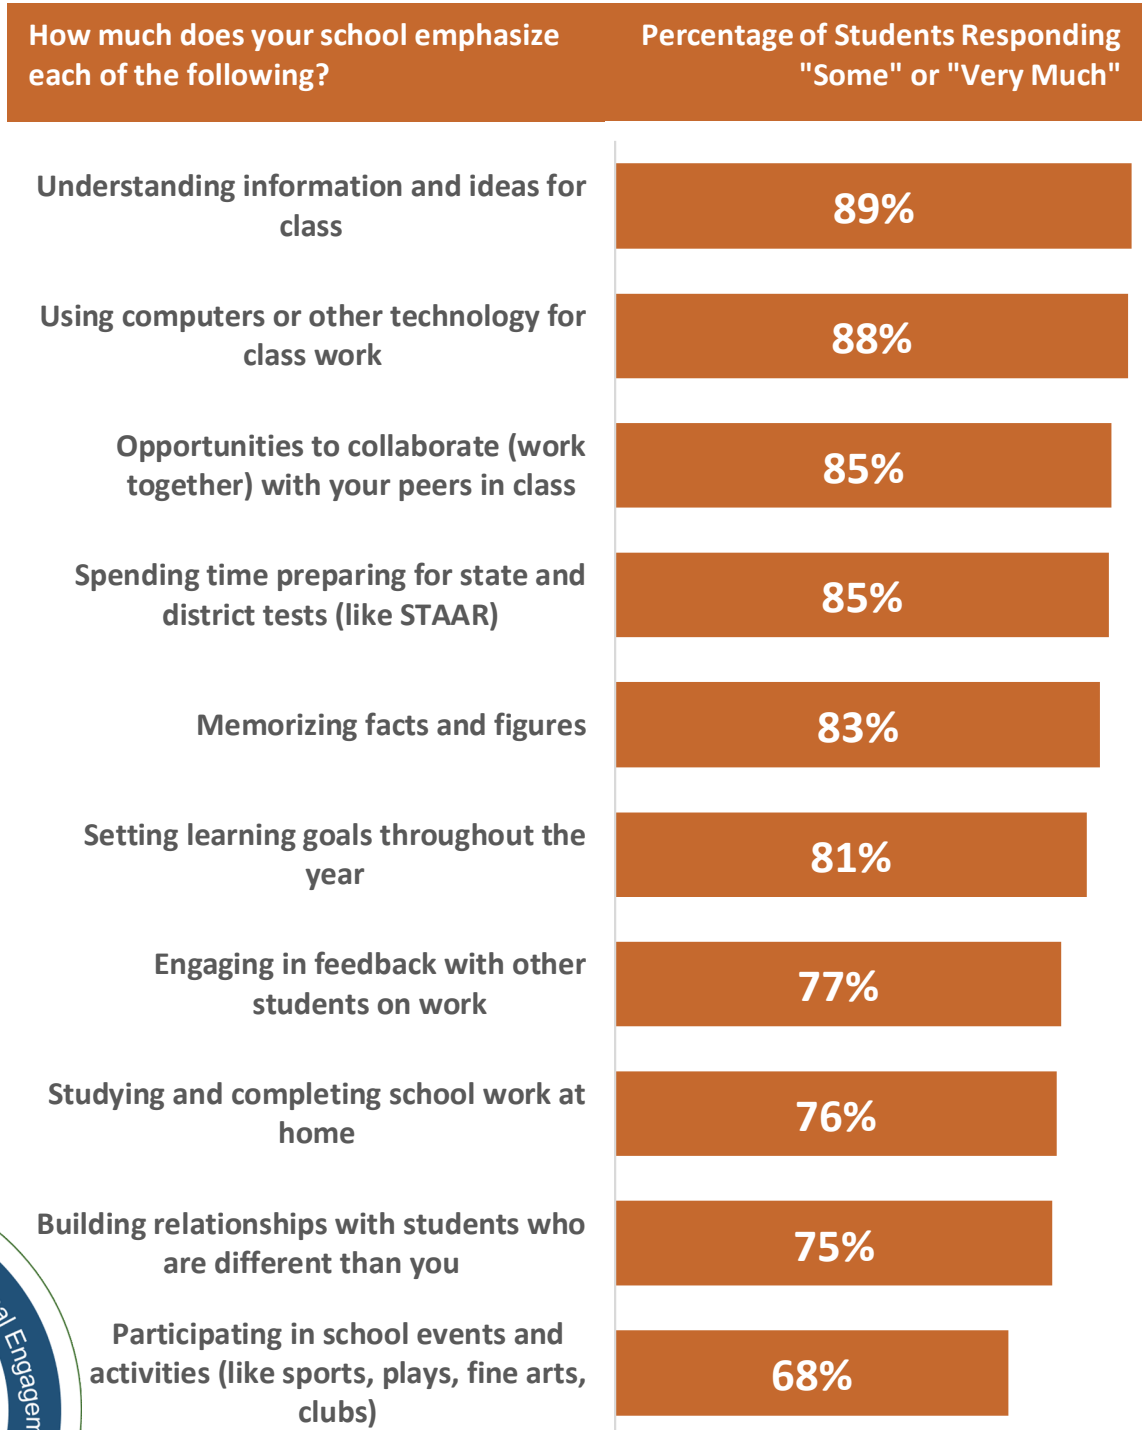 How much does your school emphasize
each of the following?
Percentage of Students Responding
"Some" or "Very Much"
Understanding information and ideas for
class
89%
Using computers or other technology for
class work
88%
Opportunities to collaborate (work
together) with your peers in class
85%
Spending time preparing for state and
district tests (like STAAR)
85%
Memorizing facts and figures
83%
Setting learning goals throughout the
year
81%
Engaging in feedback with other
students on work
77%
Studying and completing school work at
home
76%
Building relationships with students who
are different than you
75%
Participating in school events and
activities (like sports, plays, fine arts,
clubs)
68%